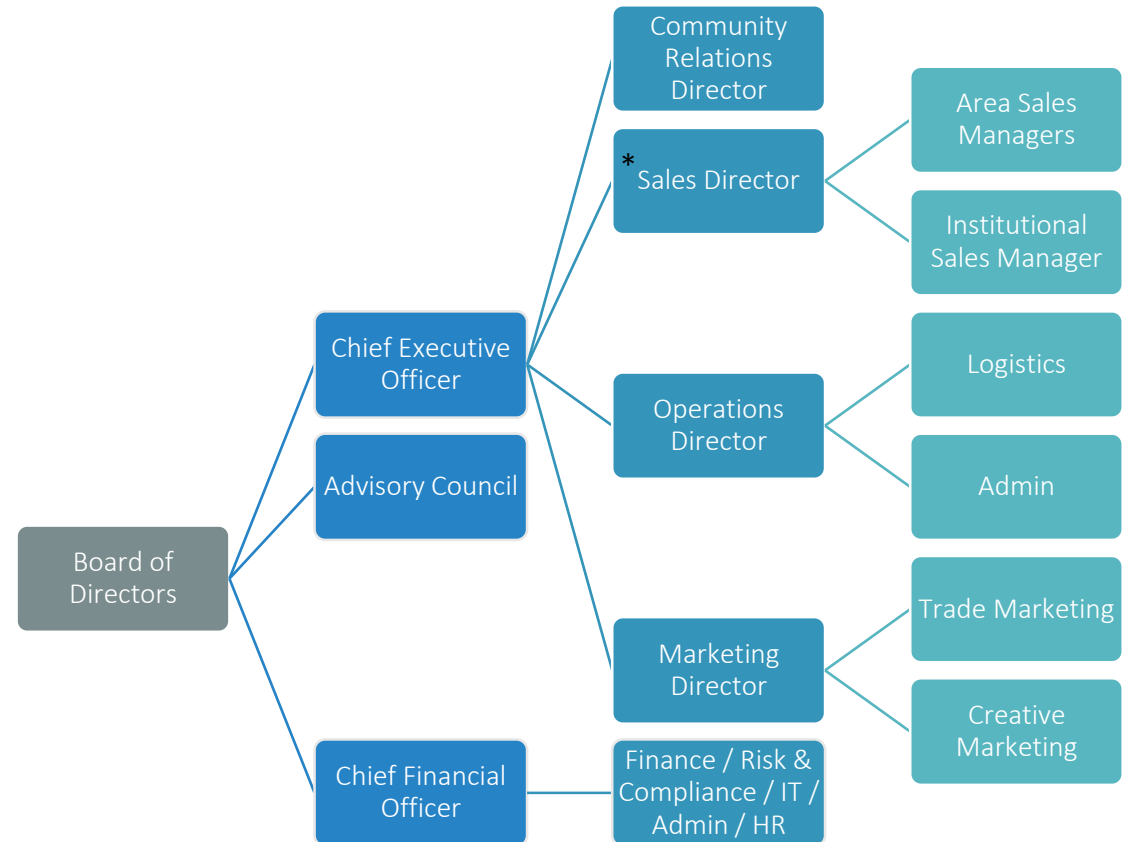 Community
Relations
Director
Area Sales
Managers
*
Sales Director
Institutional
Sales Manager
Chief Executive
Officer
Logistics
Operations
Director
Advisory Council
Admin
Board of
Directors
Trade Marketing
Marketing
Director
Creative
Marketing
Chief Financial
Officer
Finance / Risk &
Compliance / IT /
Admin / HR